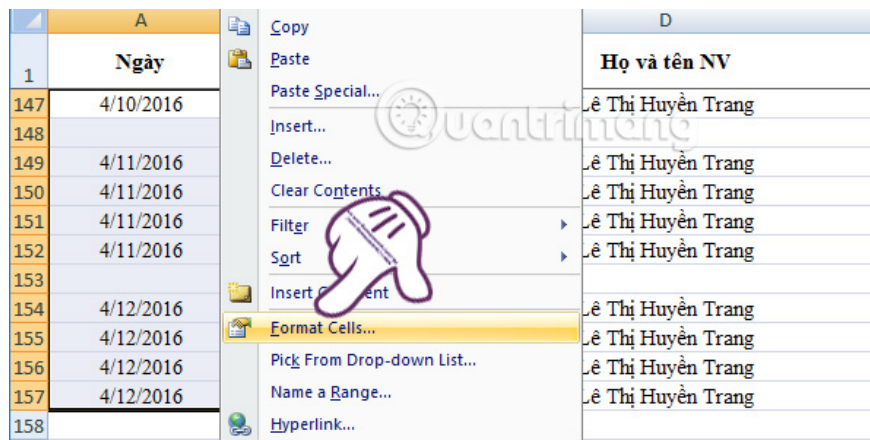 A D
1 Ngày Họ và tên NV
147 4/10/2016 Lê Thị Huyền Trang
148
149 4/11/2016 Lê Thị Huyền Trang
150 4/11/2016 Lê Thị Huyền Trang
151 4/11/2016 Lê Thị Huyền Trang
152 4/11/2016 Lê Thị Huyền Trang
153
154 4/12/2016 Lê Thị Huyền Trang
155 4/12/2016 Lê Thị Huyền Trang
156 4/12/2016 Lê Thị Huyền Trang
157 4/12/2016 Lê Thị Huyền Trang
158
Copy
Paste
Paste Special...
Insert...
Delete...
Clear Contents
Filter
Sort
Insert
Format Cells...
Pick From Drop-down List...
Name a Range...
Hyperlink...
Quantrimang